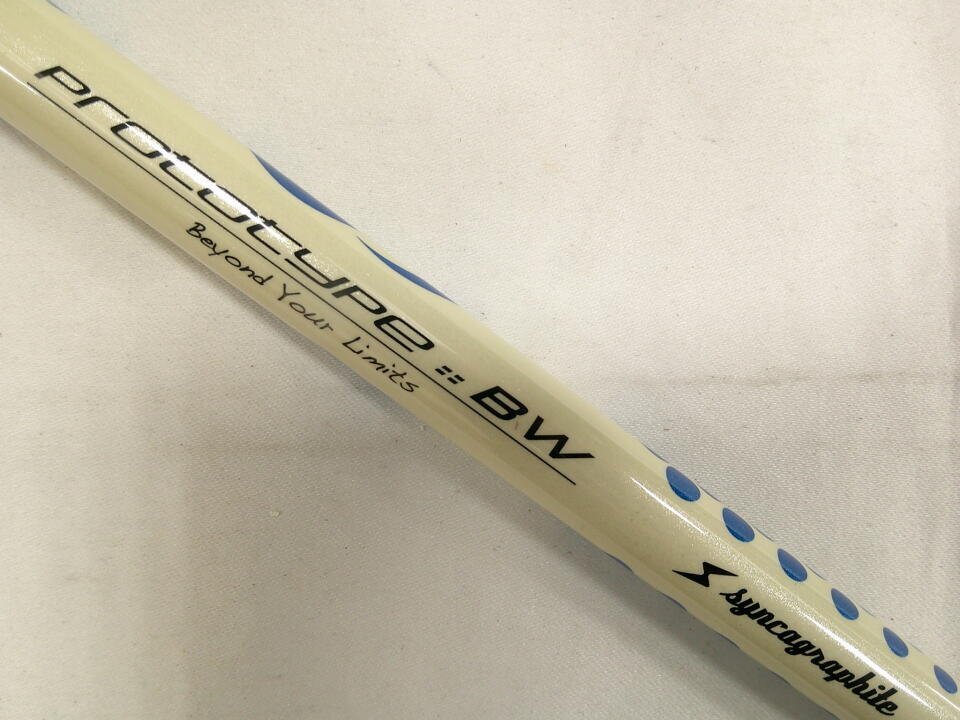 Prototype::BW
Beyond Your Limits
syncagraphite